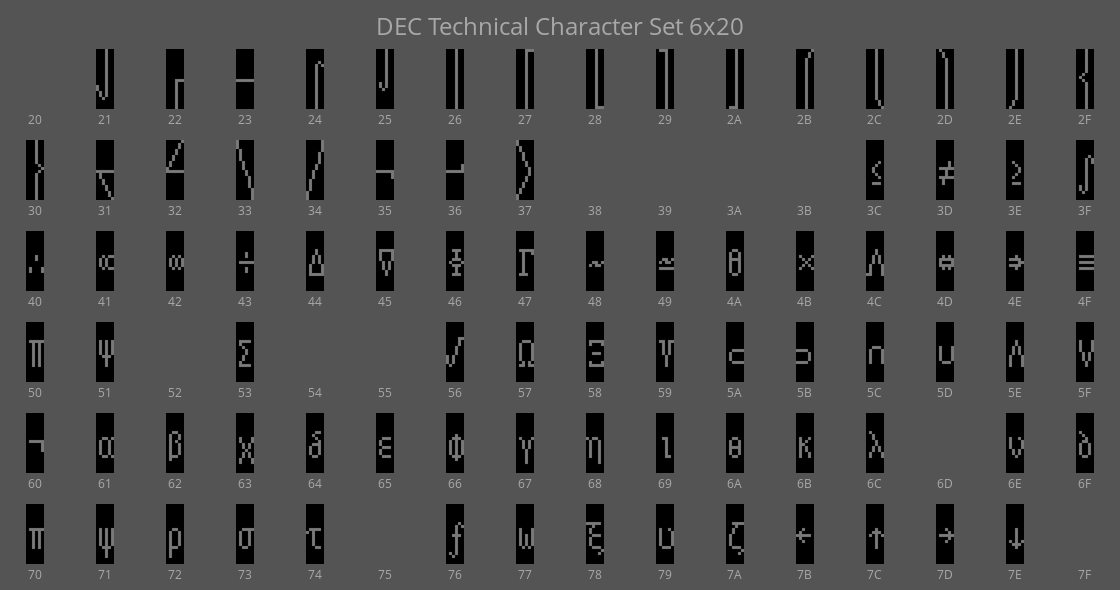 DEC Technical Character Set 6x20
⎷ ┌ ─ ⌠ ⌡ │ ⎡ ⎣ ⎤ ⎦ ⎛ ⎝ ⎞ ⎠ ⎨
20 21 22 23 24 25 26 27 28 29 2A 2B 2C 2D 2E 2F
⎬ ╲ ╱ ┐ ┘ ⟩ ≤ ≠ ≥ ∫
30 31 32 33 34 35 36 37 38 39 3A 3B 3C 3D 3E 3F
∴ ∝ ∞ ÷ Δ ∇ Φ Γ ∼ ≃ Θ × Λ ⇔ ⇒ ≡
40 41 42 43 44 45 46 47 48 49 4A 4B 4C 4D 4E 4F
Π Ψ Σ √ Ω Ξ Υ ⊂ ⊃ ∩ ∪ ∧ ∨
50 51 52 53 54 55 56 57 58 59 5A 5B 5C 5D 5E 5F
¬ α β χ δ ε φ γ η ι θ κ λ ν ∂
60 61 62 63 64 65 66 67 68 69 6A 6B 6C 6D 6E 6F
π ψ ρ σ τ ƒ ω ξ υ ζ ← ↑ → ↓
70 71 72 73 74 75 76 77 78 79 7A 7B 7C 7D 7E 7F